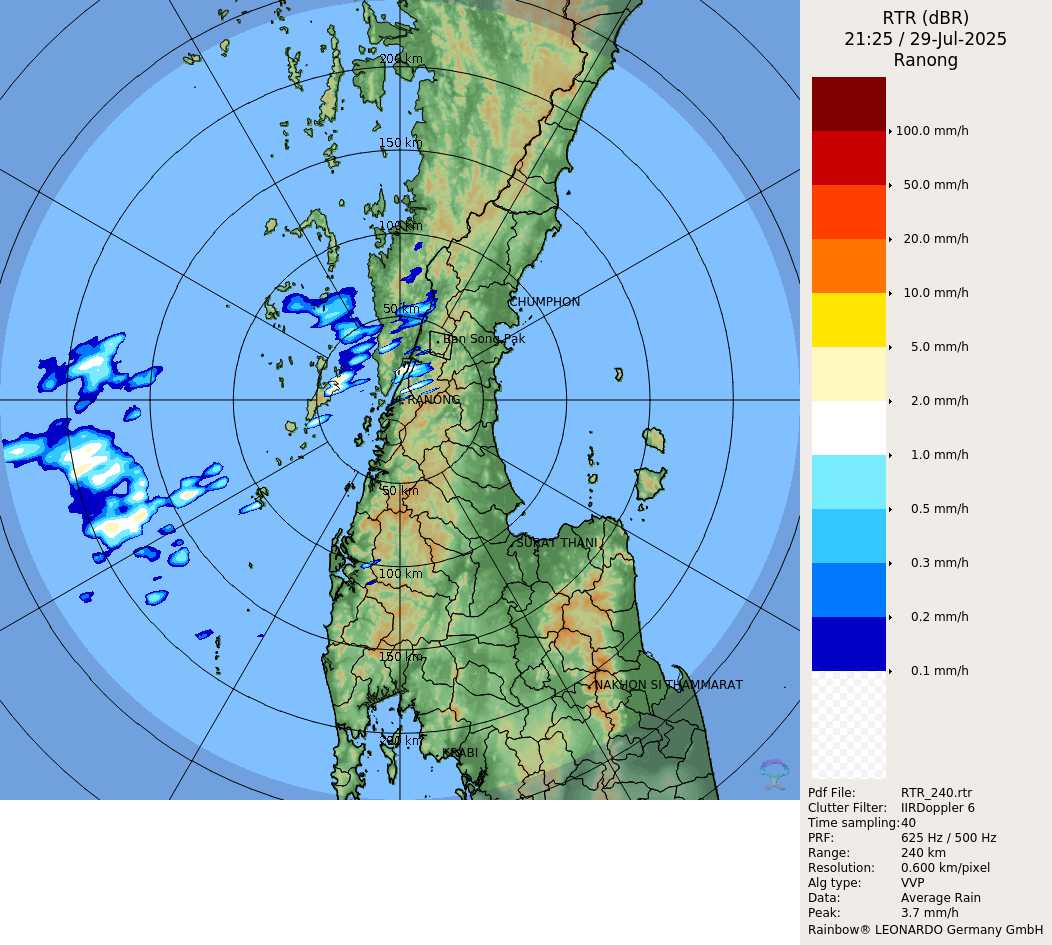 RTR (dBR)
21:25 / 29-Jul-2025
Ranong
200 km
150 km
100 km
50 km
CHUMPHON
Ban Song Pak
RANONG
50 km
SURAT THANI
100 km
150 km
NAKHON SI THAMMARAT
200 km
KRABI
100.0 mm/h
50.0 mm/h
20.0 mm/h
10.0 mm/h
5.0 mm/h
2.0 mm/h
1.0 mm/h
0.5 mm/h
0.3 mm/h
0.2 mm/h
0.1 mm/h
Pdf File: RTR_240.rtr
Clutter Filter: IIRDoppler 6
Time sampling: 40
PRF: 625 Hz / 500 Hz
Range: 240 km
Resolution: 0.600 km/pixel
Alg type: VVP
Data: Average Rain
Peak: 3.7 mm/h
Rainbow® LEONARDO Germany GmbH